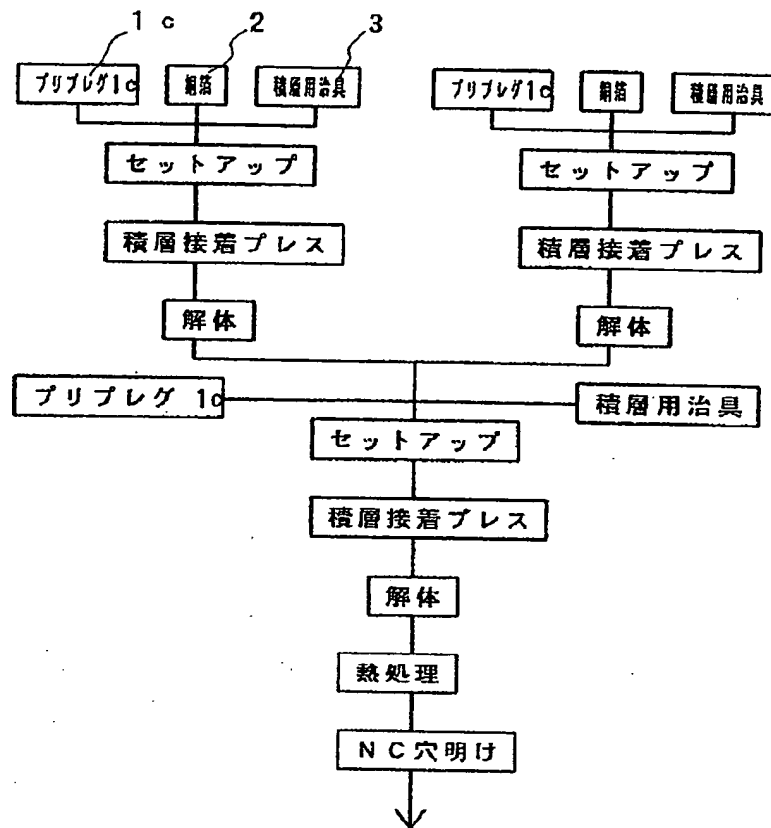 1c 2 3
プリプレグ1c 銅箔 積層用治具 プリプレグ1c 銅箔 積層用治具
セットアップ セットアップ
積層接着プレス 積層接着プレス
解体 解体
プリプレグ 1c 積層用治具
セットアップ
積層接着プレス
解体
熱処理
NC穴明け